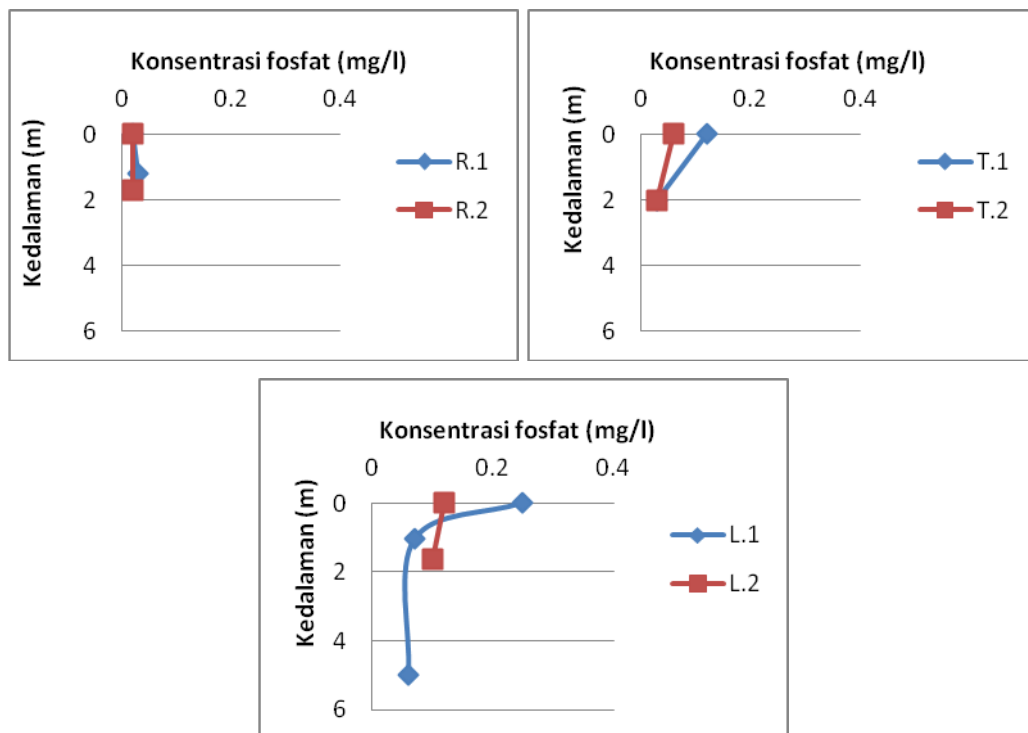 Konsentrasi fosfat (mg/l)
0 0.2 0.4
Kedalaman (m)
0
2
4
6
R.1
R.2
Konsentrasi fosfat (mg/l)
0 0.2 0.4
Kedalaman (m)
0
2
4
6
T.1
T.2
Konsentrasi fosfat (mg/l)
0 0.2 0.4
Kedalaman (m)
0
2
4
6
L.1
L.2